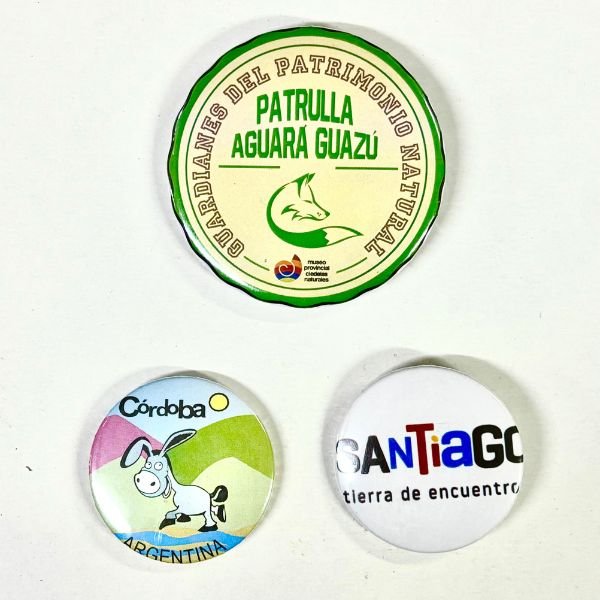 GUARDIANES DEL PATRIMONIO NATURAL
PATRULLA
AGUARÁ GUAZÚ
museo
provincial
ciencias
naturales
Córdoba
ARGENTINA
SANTiaGO
tierra de encuentro